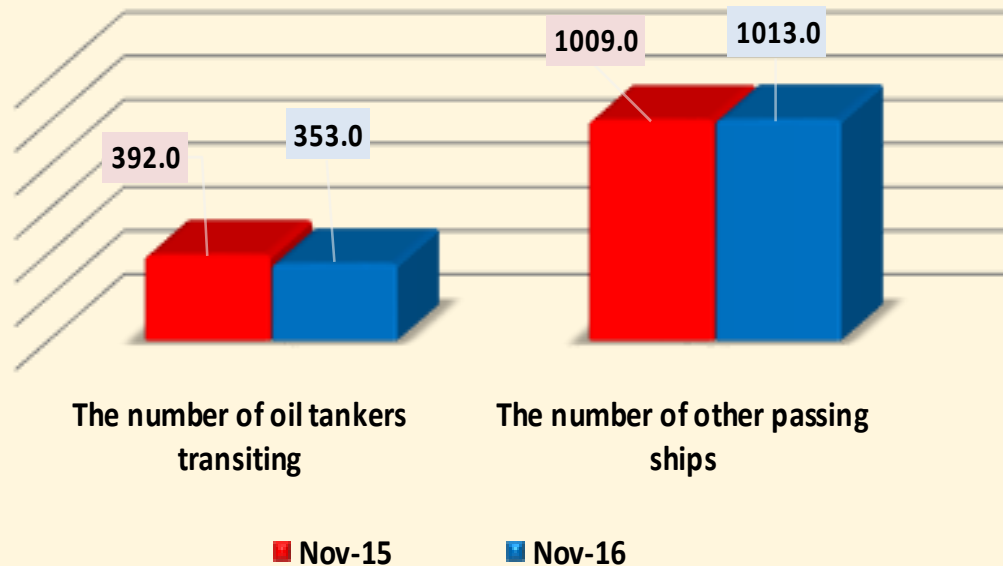 1009.0
1013.0
392.0
353.0
The number of oil tankers
transiting
The number of other passing
ships
Nov-15
Nov-16